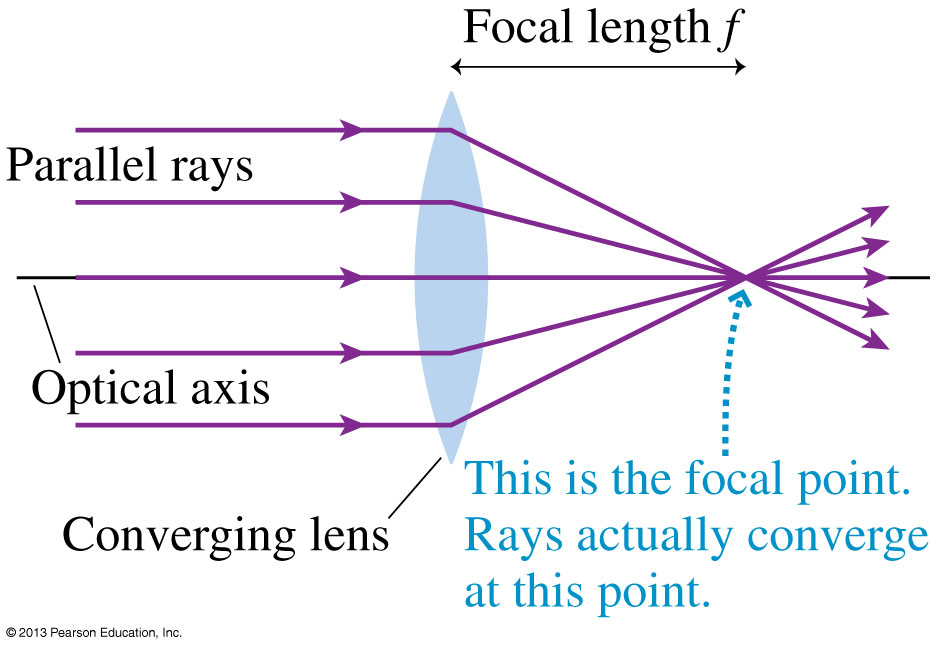 Focal length f
Parallel rays
Optical axis
Converging lens
This is the focal point.
Rays actually converge
at this point.
© 2013 Pearson Education, Inc.